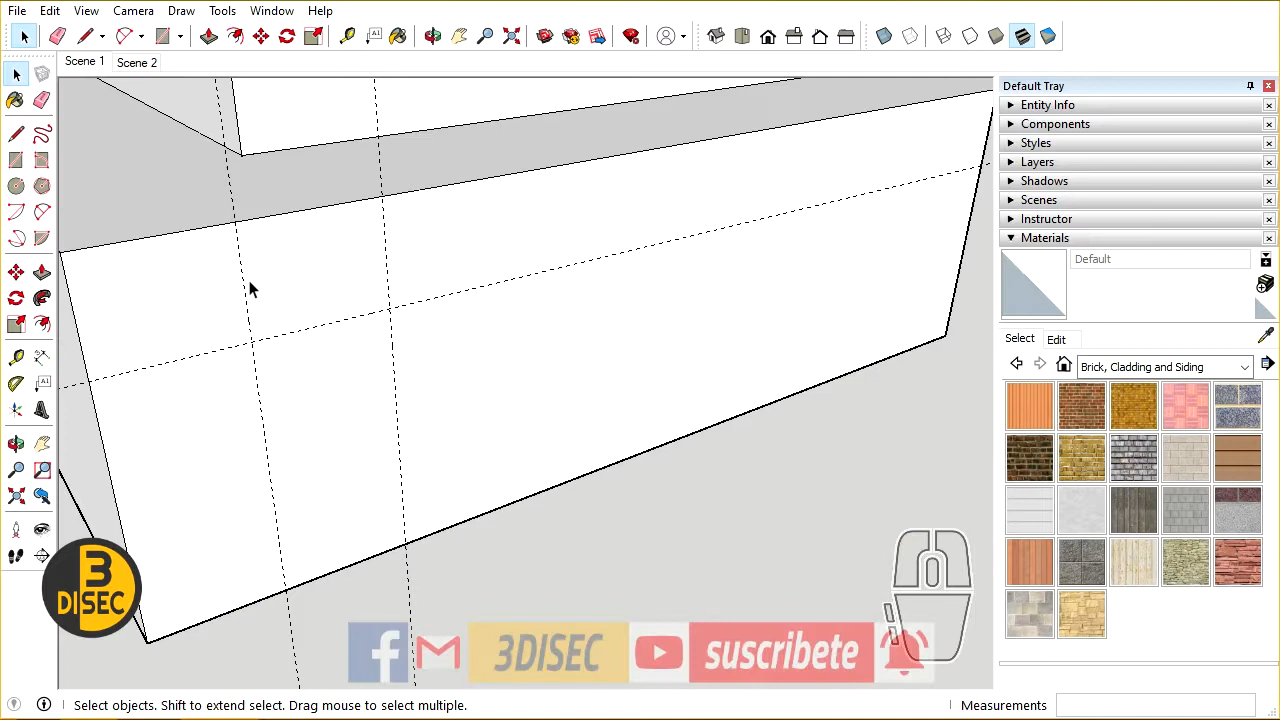 File Edit View Camera Draw Tools Window Help
A1
Scene 1 Scene 2
Default Tray
Entity Info
Components
Styles
Layers
Shadows
Scenes
Instructor
Materials
Default
Select Edit
Brick, Cladding and Siding
A1
3
DISEC
f 3DISEC suscribete
Select objects. Shift to extend select. Drag mouse to select multiple.
Measurements